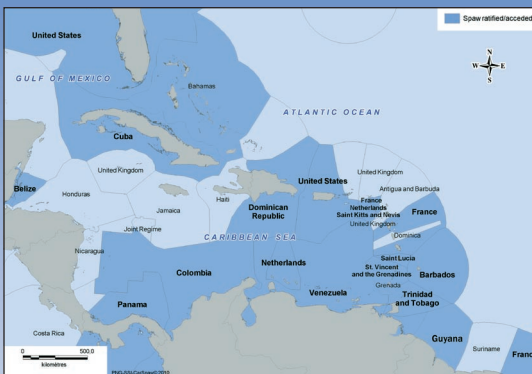 Spaw ratified/acceded
United States
N
W E
S
GULF OF MEXICO
Bahamas
ATLANTIC OCEAN
Cuba
United Kingdom
United Kingdom
United States
Belize
Antigua and Barbuda
Honduras
Haiti
France
Netherlands
Saint Kitts and Nevis
Jamaica
Dominican
Republic
France
United Kingdom
Joint Regime
Dominica
CARIBBEAN SEA
Nicaragua
Saint Lucia
Netherlands
St. Vincent
and the Grenadines
Colombia
Barbados
Grenada
Venezuela
Trinidad
and Tobago
Panama
Costa Rica
Guyana
Suriname
0 500,0
kilomètres
Franc